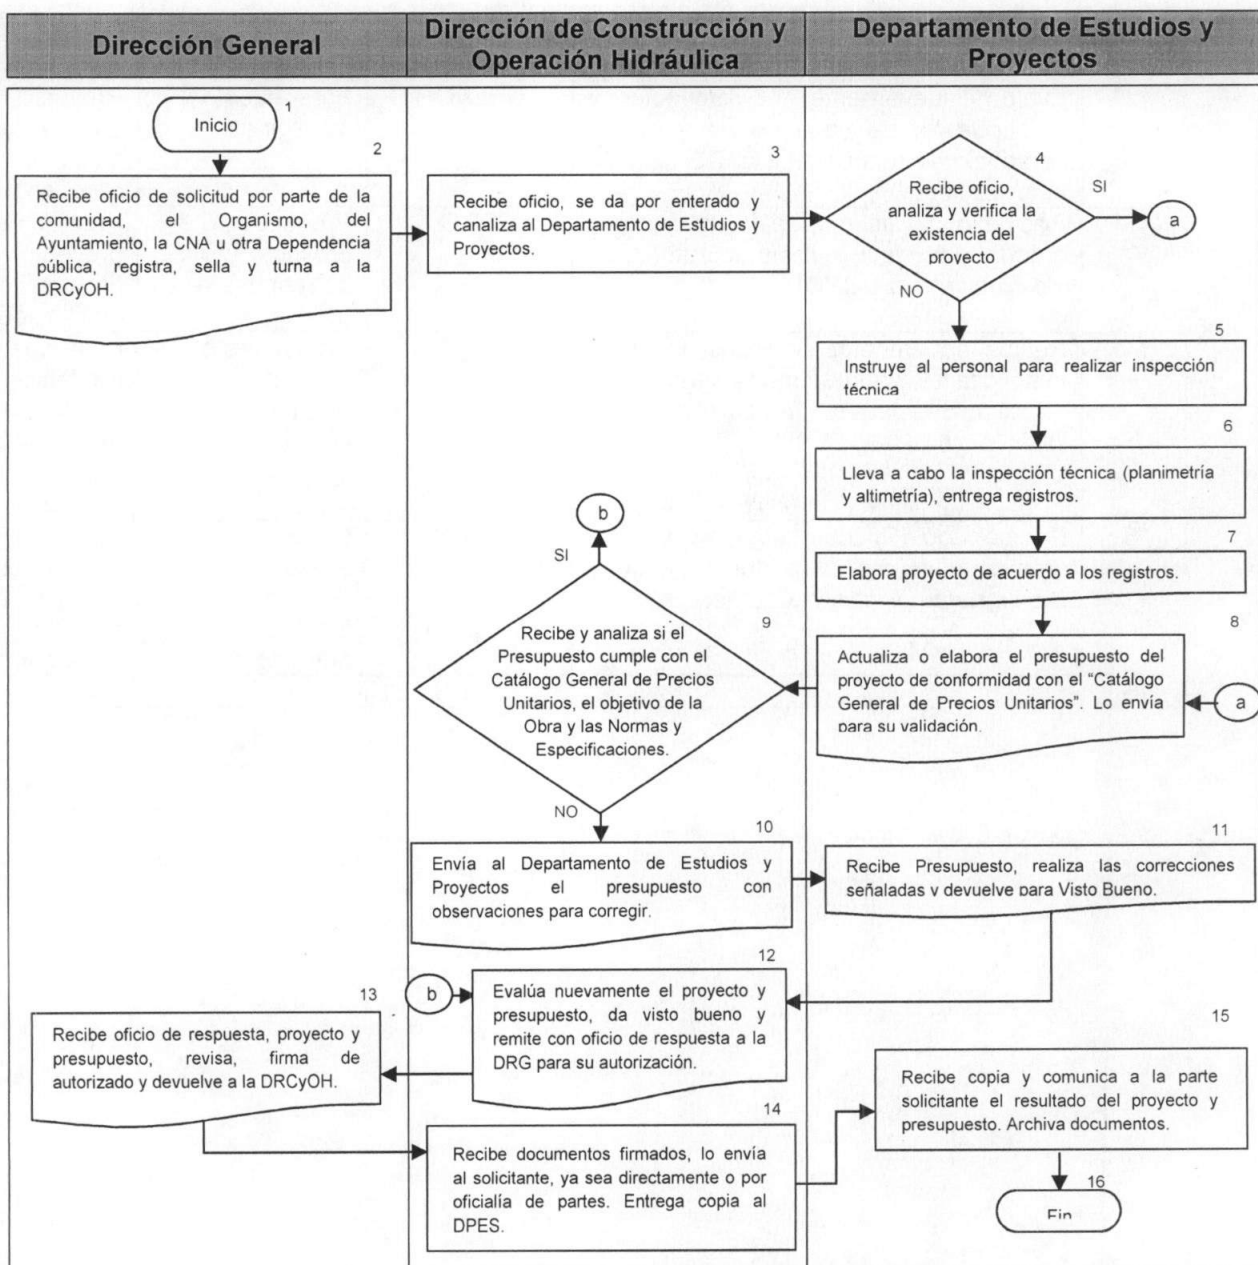 Dirección General
Dirección de Construcción y
Operación Hidráulica
Departamento de Estudios y
Proyectos
1
Inicio
2
Recibe oficio de solicitud por parte de la
comunidad, el Organismo, del
Ayuntamiento, la CNA u otra Dependencia
pública, registra, sella y turna a la
DRCyOH.
3
Recibe oficio, se da por enterado y
canaliza al Departamento de Estudios y
Proyectos.
4
Recibe oficio,
analiza y verifica la
existencia del
proyecto
SI
a
NO
5
Instruye al personal para realizar inspección
técnica
6
Lleva a cabo la inspección técnica (planimetría
y altimetría), entrega registros.
7
Elabora proyecto de acuerdo a los registros.
8
Actualiza o elabora el presupuesto del
proyecto de conformidad con el “Catálogo
General de Precios Unitarios”. Lo envía
para su validación.
a
b
SI
9
Recibe y analiza si el
Presupuesto cumple con el
Catálogo General de Precios
Unitarios, el objetivo de la
Obra y las Normas y
Especificaciones.
NO
10
Envía al Departamento de Estudios y
Proyectos el presupuesto con
observaciones para corregir.
11
Recibe Presupuesto, realiza las correcciones
señaladas y devuelve para Visto Bueno.
12
b
Evalúa nuevamente el proyecto y
presupuesto, da visto bueno y
remite con oficio de respuesta a la
DRG para su autorización.
13
Recibe oficio de respuesta, proyecto y
presupuesto, revisa, firma de
autorizado y devuelve a la DRCyOH.
14
Recibe documentos firmados, lo envía
al solicitante, ya sea directamente o por
oficialía de partes. Entrega copia al
DPES.
15
Recibe copia y comunica a la parte
solicitante el resultado del proyecto y
presupuesto. Archiva documentos.
16
Fin